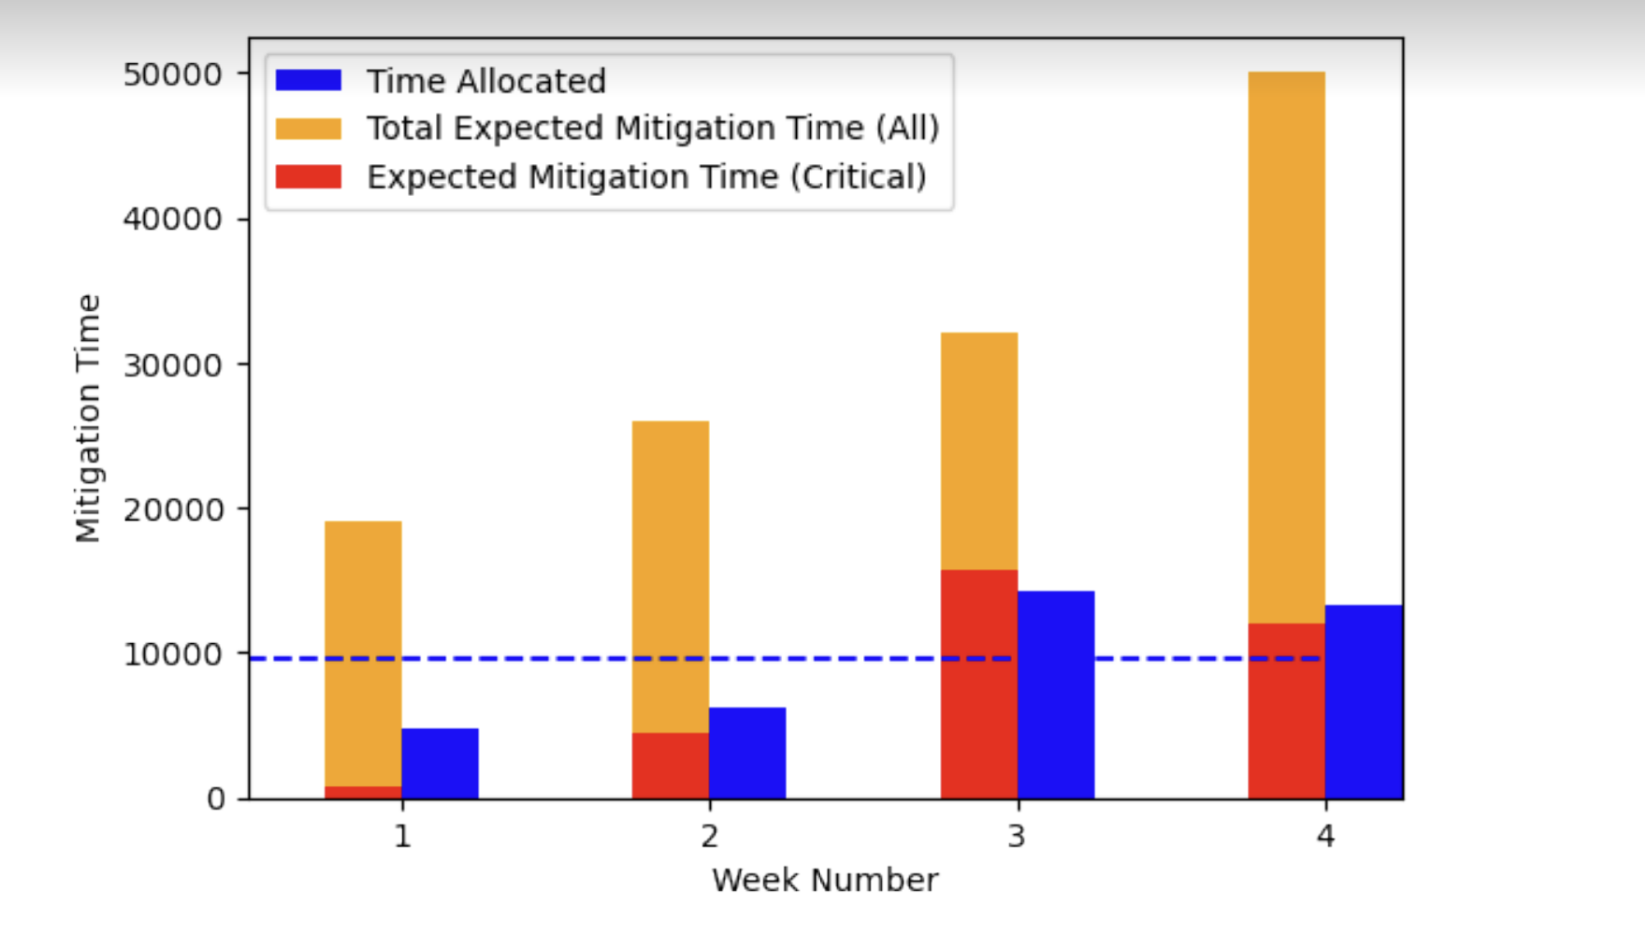 50000
40000
30000
20000
10000
0
Mitigation Time
Time Allocated
Total Expected Mitigation Time (All)
Expected Mitigation Time (Critical)
1 2 3 4
Week Number